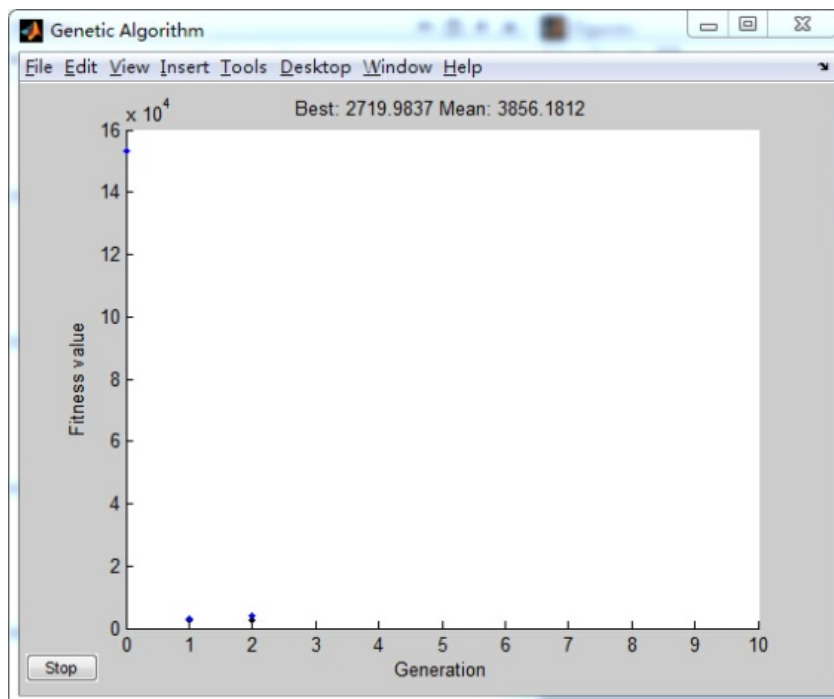 Genetic Algorithm
File Edit View Insert Tools Desktop Window Help
x 10^4
Best: 2719.9837 Mean: 3856.1812
16
14
12
10
8
6
4
2
0
Fitness value
0 1 2 3 4 5 6 7 8 9 10
Generation
Stop